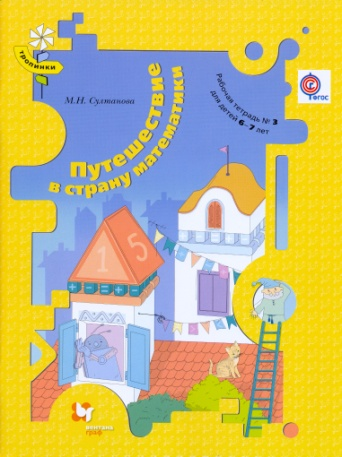 тропинки
М.Н. Султанова
Путешествие
в страну математики
Рабочая тетрадь № 3
для детей 6–7 лет
ФГОС
1 5
- + - = +
вентана
граф